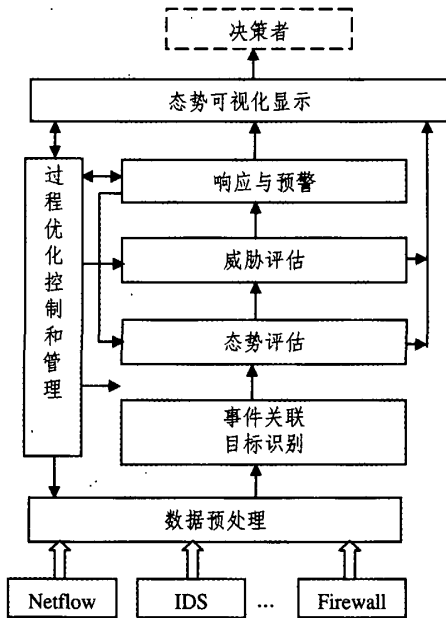 决策者
态势可视化显示
过程优化控制和管理
响应与预警
威胁评估
态势评估
事件关联
目标识别
数据预处理
Netflow
IDS
...
Firewall